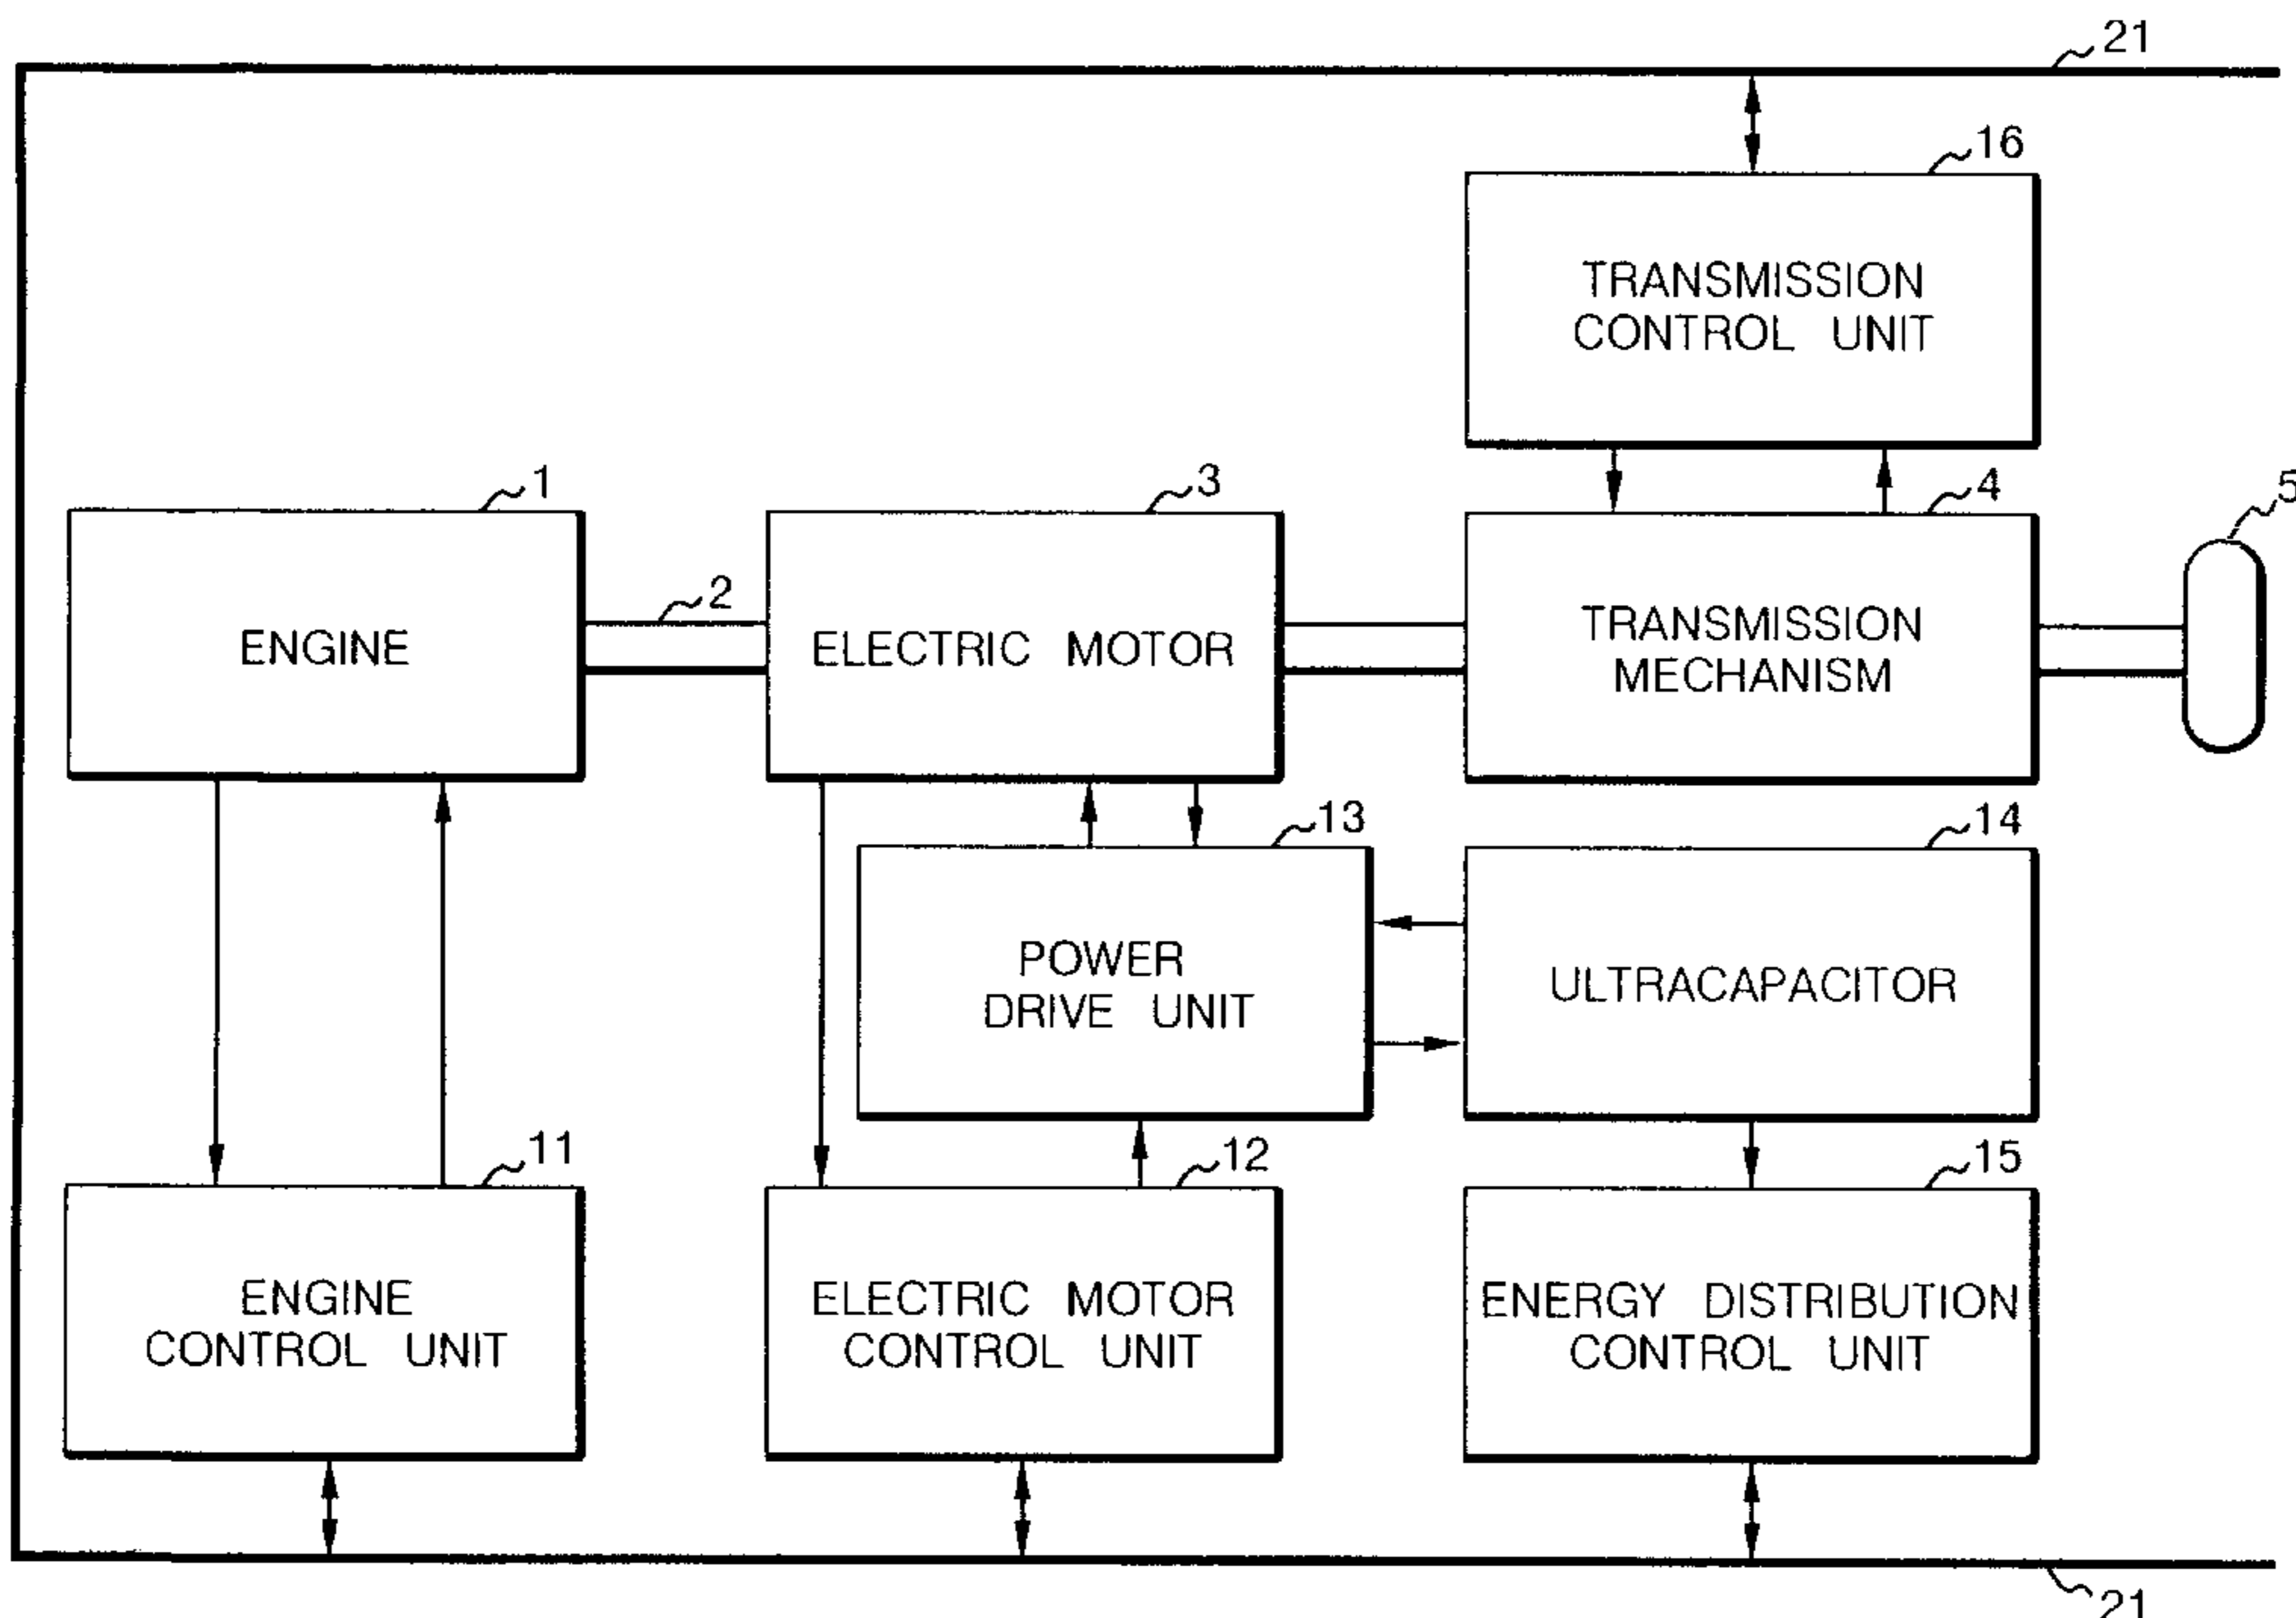 21
16
TRANSMISSION
CONTROL UNIT
1
3
4
5
2
ENGINE
ELECTRIC MOTOR
TRANSMISSION
MECHANISM
13
14
POWER
DRIVE UNIT
ULTRACAPACITOR
11
12
15
ENGINE
CONTROL UNIT
ELECTRIC MOTOR
CONTROL UNIT
ENERGY DISTRIBUTION
CONTROL UNIT
21